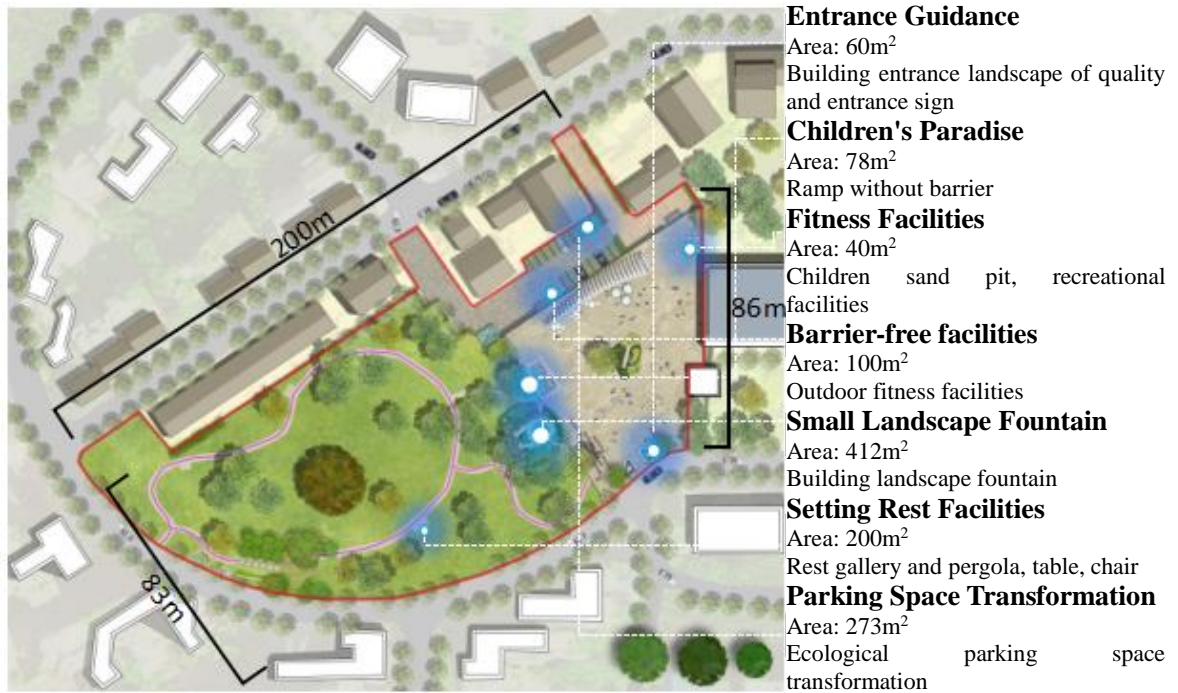 200m
86m
83m
Entrance Guidance
Area: 60m²
Building entrance landscape of quality
and entrance sign
Children's Paradise
Area: 78m²
Ramp without barrier
Fitness Facilities
Area: 40m²
Children sand pit, recreational
facilities
Barrier-free facilities
Area: 100m²
Outdoor fitness facilities
Small Landscape Fountain
Area: 412m²
Building landscape fountain
Setting Rest Facilities
Area: 200m²
Rest gallery and pergola, table, chair
Parking Space Transformation
Area: 273m²
Ecological parking space
transformation